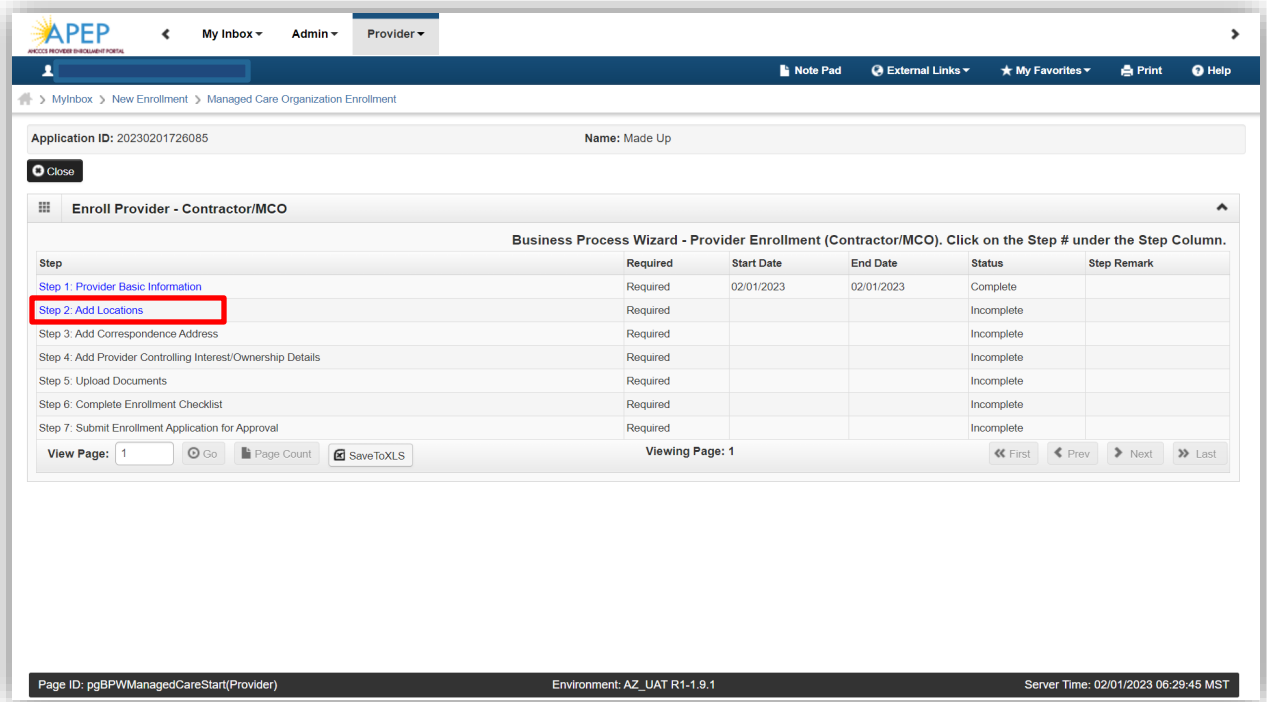 APEP
AHCCCS PROVIDER ENROLLMENT PORTAL
My Inbox Admin Provider
Note Pad External Links My Favorites Print Help
MyInbox New Enrollment Managed Care Organization Enrollment
Application ID: 20230201726085 Name: Made Up
Close
Enroll Provider - Contractor/MCO
Business Process Wizard - Provider Enrollment (Contractor/MCO). Click on the Step # under the Step Column.
Step Required Start Date End Date Status Step Remark
Step 1: Provider Basic Information Required 02/01/2023 02/01/2023 Complete
Step 2: Add Locations Required Incomplete
Step 3: Add Correspondence Address Required Incomplete
Step 4: Add Provider Controlling Interest/Ownership Details Required Incomplete
Step 5: Upload Documents Required Incomplete
Step 6: Complete Enrollment Checklist Required Incomplete
Step 7: Submit Enrollment Application for Approval Required Incomplete
View Page: 1 Go Page Count SaveToXLS Viewing Page: 1 First Prev Next Last
Page ID: pgBPWManagedCareStart(Provider) Environment: AZ_UAT R1-1.9.1 Server Time: 02/01/2023 06:29:45 MST